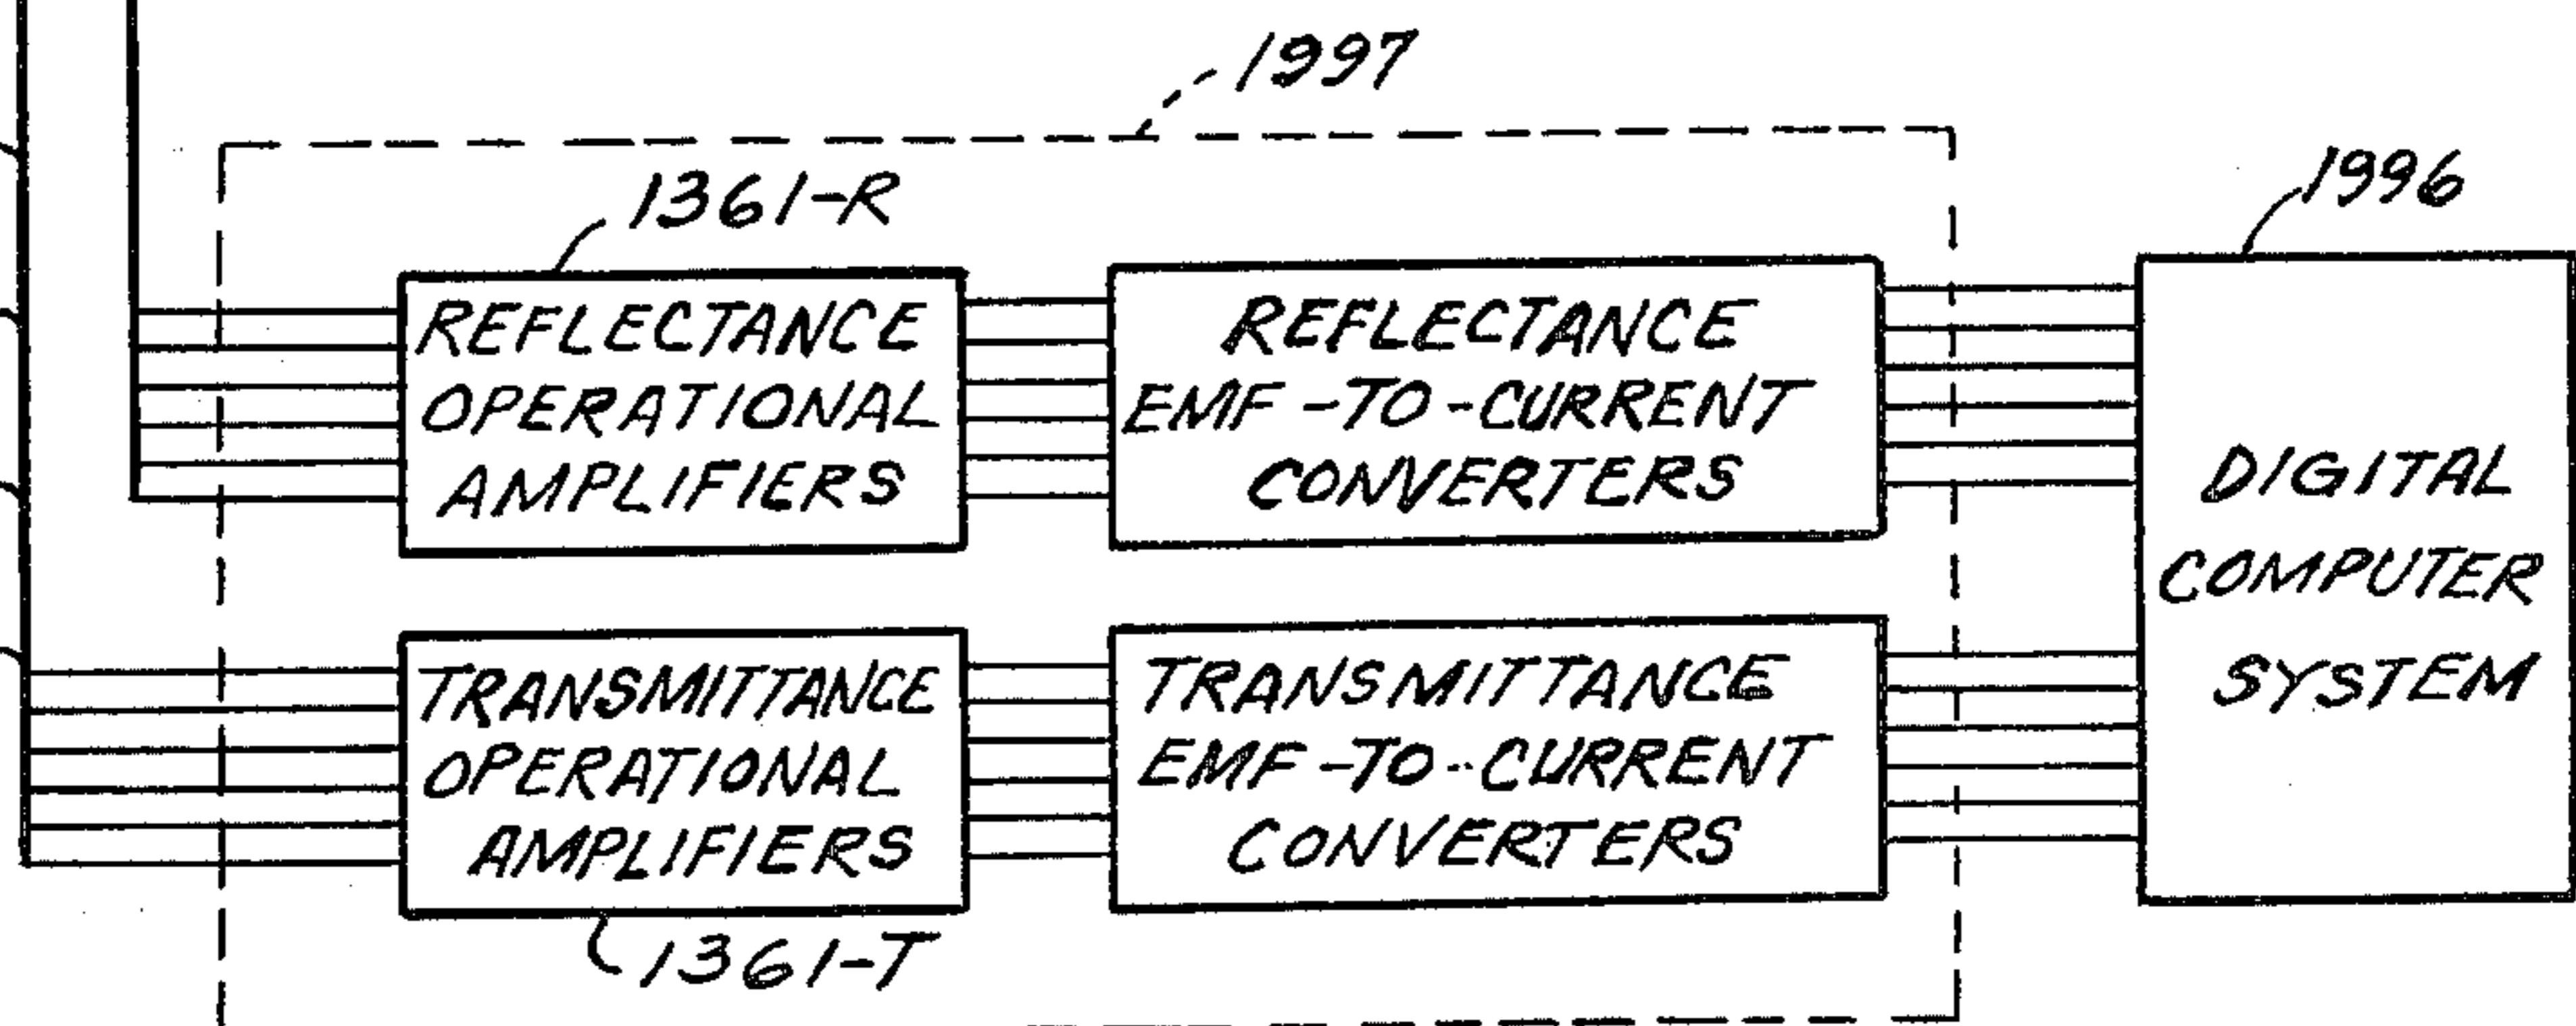 1997
1361-R
1996
REFLECTANCE
OPERATIONAL
AMPLIFIERS
REFLECTANCE
EMF-TO-CURRENT
CONVERTERS
DIGITAL
COMPUTER
SYSTEM
TRANSMITTANCE
OPERATIONAL
AMPLIFIERS
TRANSMITTANCE
EMF-TO-CURRENT
CONVERTERS
1361-T